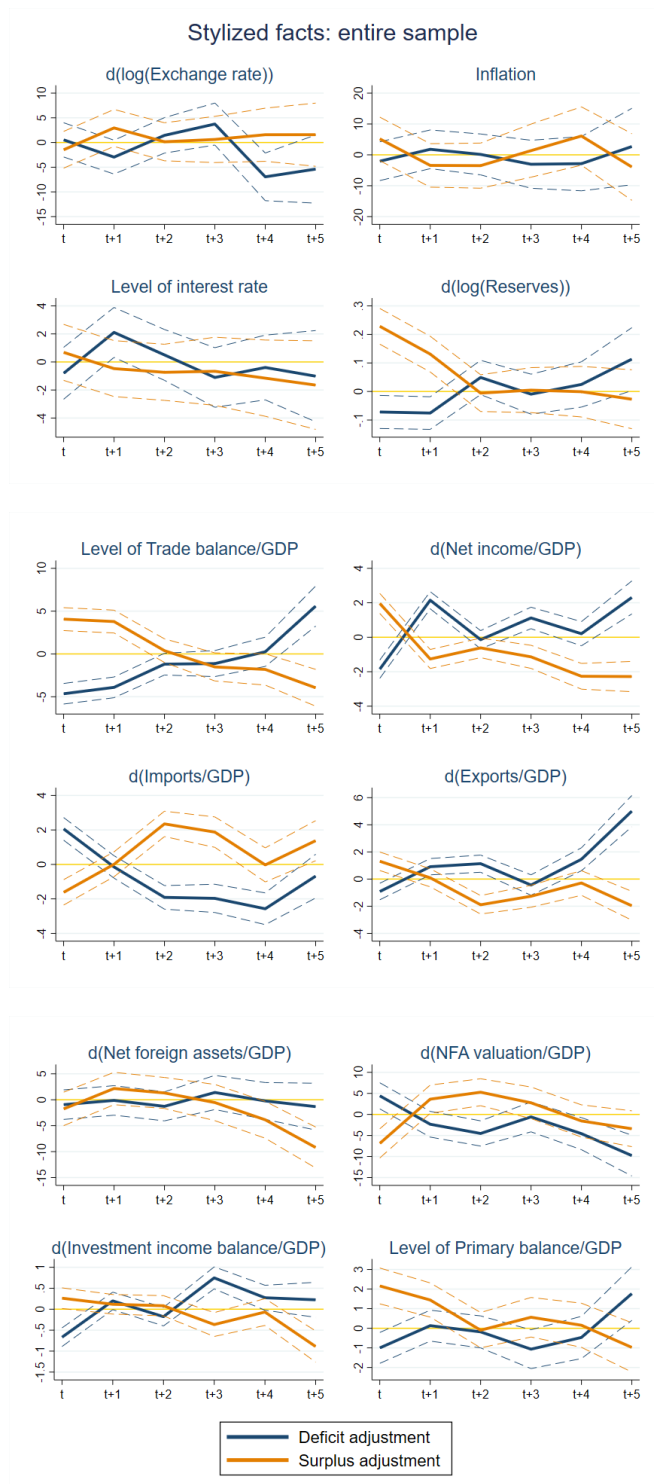 Stylized facts: entire sample
d(log(Exchange rate))
10
5
0
-5
-10
-15
t t+1 t+2 t+3 t+4 t+5
Inflation
20
10
0
-10
-20
t t+1 t+2 t+3 t+4 t+5
Level of interest rate
4
2
0
-2
-4
t t+1 t+2 t+3 t+4 t+5
d(log(Reserves))
.3
.2
.1
0
-.1
t t+1 t+2 t+3 t+4 t+5
Level of Trade balance/GDP
10
5
0
-5
t t+1 t+2 t+3 t+4 t+5
d(Net income/GDP)
4
2
0
-2
-4
t t+1 t+2 t+3 t+4 t+5
d(Imports/GDP)
4
2
0
-2
-4
t t+1 t+2 t+3 t+4 t+5
d(Exports/GDP)
6
4
2
0
-2
-4
t t+1 t+2 t+3 t+4 t+5
d(Net foreign assets/GDP)
5
0
-5
-10
-15
t t+1 t+2 t+3 t+4 t+5
d(NFA valuation/GDP)
10
5
0
-5
-10
-15
t t+1 t+2 t+3 t+4 t+5
d(Investment income balance/GDP)
1
.5
0
-.5
-1
-1.5
t t+1 t+2 t+3 t+4 t+5
Level of Primary balance/GDP
3
2
1
0
-1
-2
t t+1 t+2 t+3 t+4 t+5
Deficit adjustment
Surplus adjustment